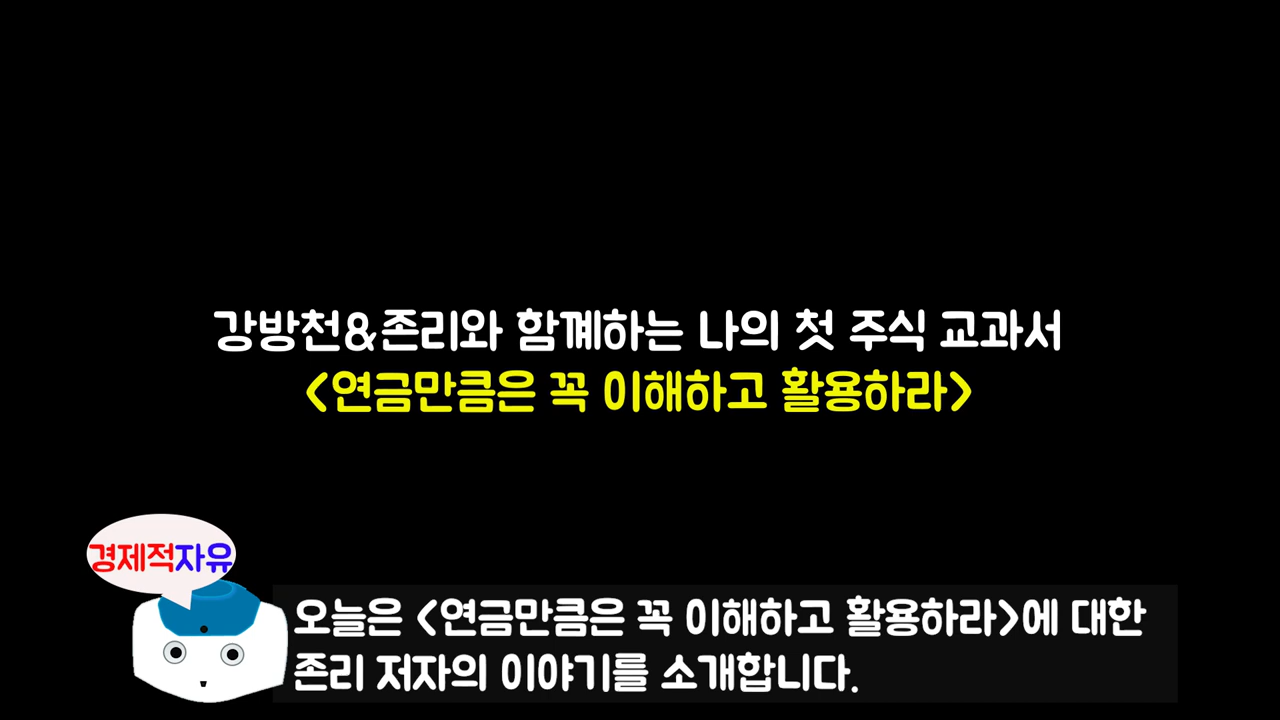 강방천&존리와 함꼐하는 나의 첫 주식 교과서
<연금만큼은 꼭 이해하고 활용하라>
경제적자유
오늘은 <연금만큼은 꼭 이해하고 활용하라>에 대한
존리 저자의 이야기를 소개합니다.